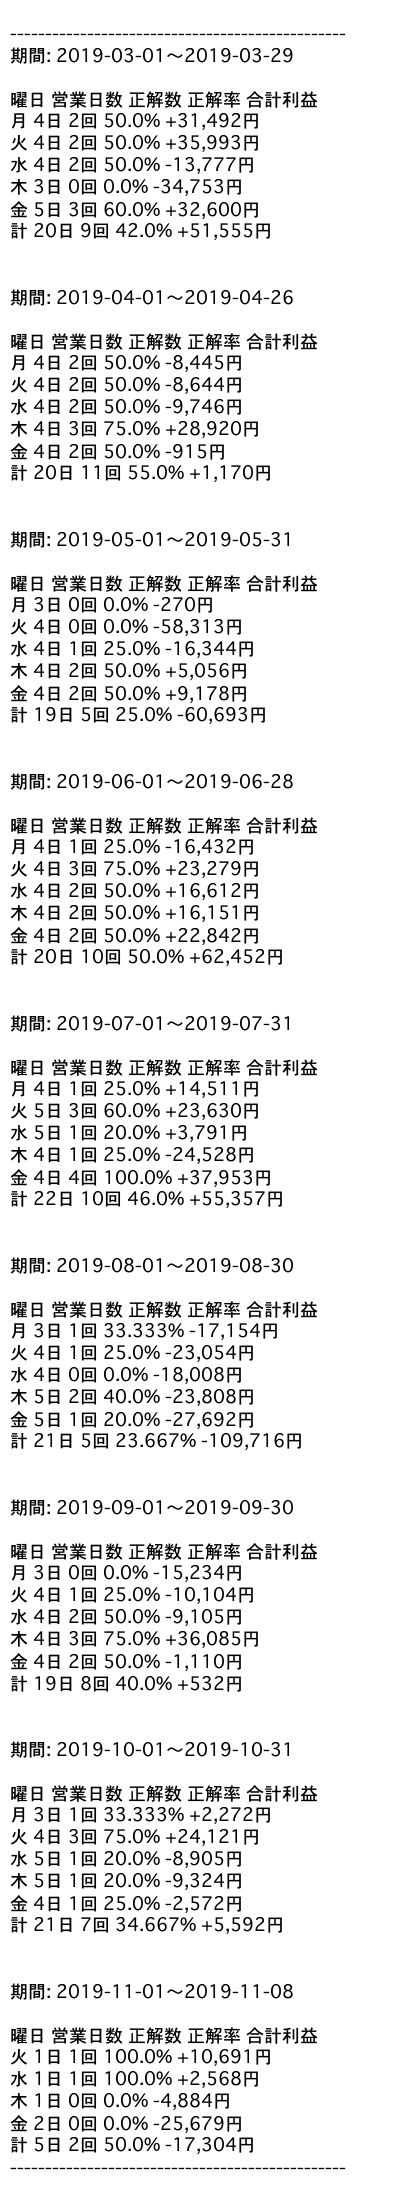 ------------------------------------------------
期間: 2019-03-01～2019-03-29
曜日 営業日数 正解数 正解率 合計利益
月 4日 2回 50.0% +31,492円
火 4日 2回 50.0% +35,993円
水 4日 2回 50.0% -13,777円
木 3日 0回 0.0% -34,753円
金 5日 3回 60.0% +32,600円
計 20日 9回 42.0% +51,555円
期間: 2019-04-01～2019-04-26
曜日 営業日数 正解数 正解率 合計利益
月 4日 2回 50.0% -8,445円
火 4日 2回 50.0% -8,644円
水 4日 2回 50.0% -9,746円
木 4日 3回 75.0% +28,920円
金 4日 2回 50.0% -915円
計 20日 11回 55.0% +1,170円
期間: 2019-05-01～2019-05-31
曜日 営業日数 正解数 正解率 合計利益
月 3日 0回 0.0% -270円
火 4日 0回 0.0% -58,313円
水 4日 1回 25.0% -16,344円
木 4日 2回 50.0% +5,056円
金 4日 2回 50.0% +9,178円
計 19日 5回 25.0% -60,693円
期間: 2019-06-01～2019-06-28
曜日 営業日数 正解数 正解率 合計利益
月 4日 1回 25.0% -16,432円
火 4日 3回 75.0% +23,279円
水 4日 2回 50.0% +16,612円
木 4日 2回 50.0% +16,151円
金 4日 2回 50.0% +22,842円
計 20日 10回 50.0% +62,452円
期間: 2019-07-01～2019-07-31
曜日 営業日数 正解数 正解率 合計利益
月 4日 1回 25.0% +14,511円
火 5日 3回 60.0% +23,630円
水 5日 1回 20.0% +3,791円
木 4日 1回 25.0% -24,528円
金 4日 4回 100.0% +37,953円
計 22日 10回 46.0% +55,357円
期間: 2019-08-01～2019-08-30
曜日 営業日数 正解数 正解率 合計利益
月 3日 1回 33.333% -17,154円
火 4日 1回 25.0% -23,054円
水 4日 0回 0.0% -18,008円
木 5日 2回 40.0% -23,808円
金 5日 1回 20.0% -27,692円
計 21日 5回 23.667% -109,716円
期間: 2019-09-01～2019-09-30
曜日 営業日数 正解数 正解率 合計利益
月 3日 0回 0.0% -15,234円
火 4日 1回 25.0% -10,104円
水 4日 2回 50.0% -9,105円
木 4日 3回 75.0% +36,085円
金 4日 2回 50.0% -1,110円
計 19日 8回 40.0% +532円
期間: 2019-10-01～2019-10-31
曜日 営業日数 正解数 正解率 合計利益
月 3日 1回 33.333% +2,272円
火 4日 3回 75.0% +24,121円
水 5日 1回 20.0% -8,905円
木 5日 1回 20.0% -9,324円
金 4日 1回 25.0% -2,572円
計 21日 7回 34.667% +5,592円
期間: 2019-11-01～2019-11-08
曜日 営業日数 正解数 正解率 合計利益
火 1日 1回 100.0% +10,691円
水 1日 1回 100.0% +2,568円
木 1日 0回 0.0% -4,884円
金 2日 0回 0.0% -25,679円
計 5日 2回 50.0% -17,304円
------------------------------------------------